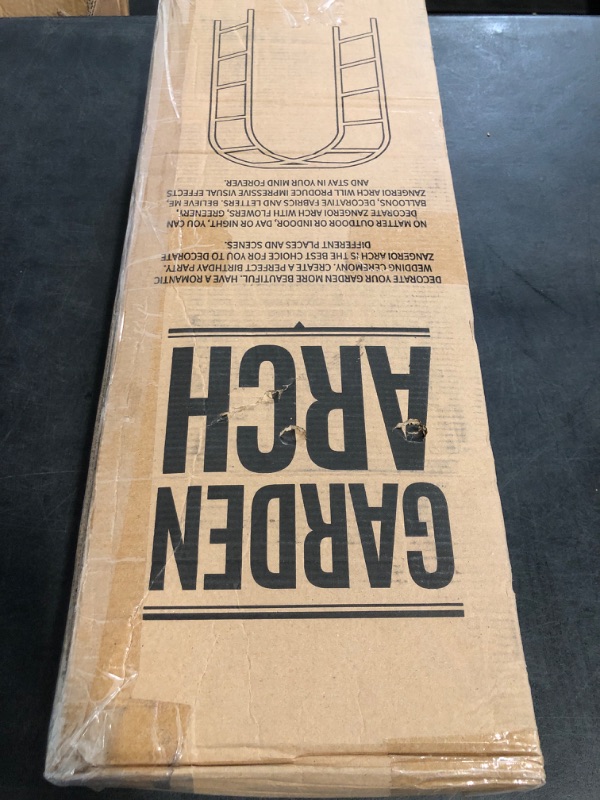 GARDEN
ARCH
DECORATE YOUR GARDEN MORE BEAUTIFUL. HAVE A ROMANTIC
WEDDING CEREMONY. CREATE A PERFECT BIRTHDAY PARTY.
ZANGEROI ARCH IS THE BEST CHOICE FOR YOU TO DECORATE
DIFFERENT PLACES AND SCENES.
NO MATTER OUTDOOR OR INDOOR, DAY OR NIGHT, YOU CAN
DECORATE ZANGEROI ARCH WITH FLOWERS, GREENERY,
BALLOONS, DECORATIVE FABRICS AND LETTERS. BELIEVE ME,
ZANGEROI ARCH WILL PRODUCE IMPRESSIVE VISUAL EFFECTS
AND STAY IN YOUR MIND FOREVER.